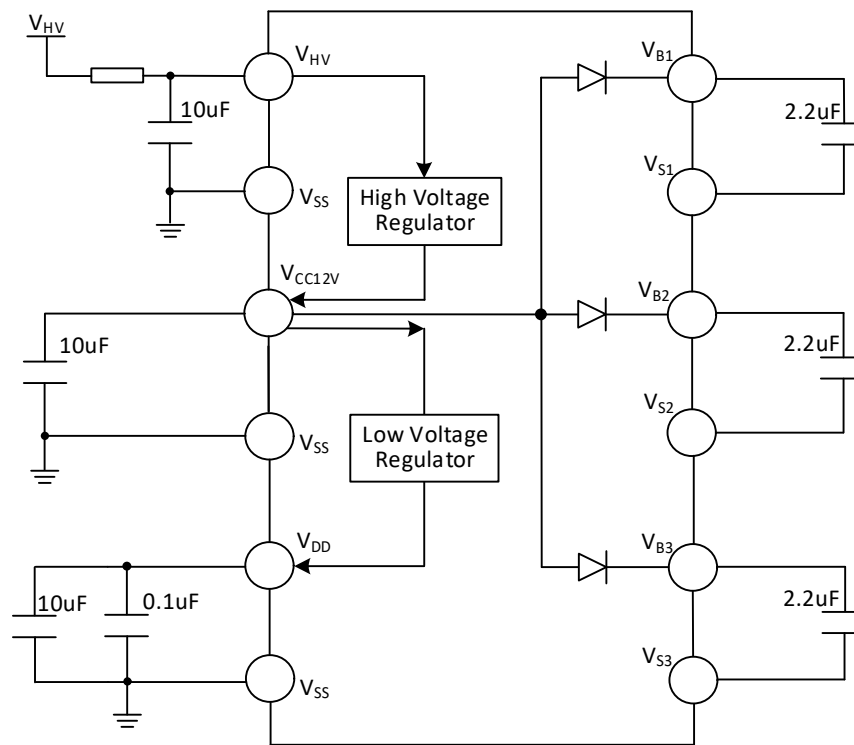 VHV
VHV
VB1
10uF
2.2uF
VSS
VS1
High Voltage
Regulator
VCC12V
VB2
10uF
2.2uF
VS2
VSS
Low Voltage
Regulator
VDD
VB3
10uF
0.1uF
2.2uF
VSS
VS3